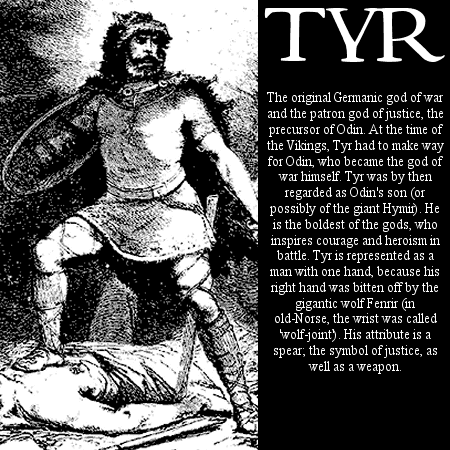 TYR
The original Germanic god of war
and the patron god of justice, the
precursor of Odin. At the time of
the Vikings, Tyr had to make way
for Odin, who became the god of
war himself. Tyr was by then
regarded as Odin's son (or
possibly of the giant Hymir). He
is the boldest of the gods, who
inspires courage and heroism in
battle. Tyr is represented as a
man with one hand, because his
right hand was bitten off by the
gigantic wolf Fenrir (in
old-Norse, the wrist was called
'wolf-joint'). His attribute is a
spear; the symbol of justice, as
well as a weapon.